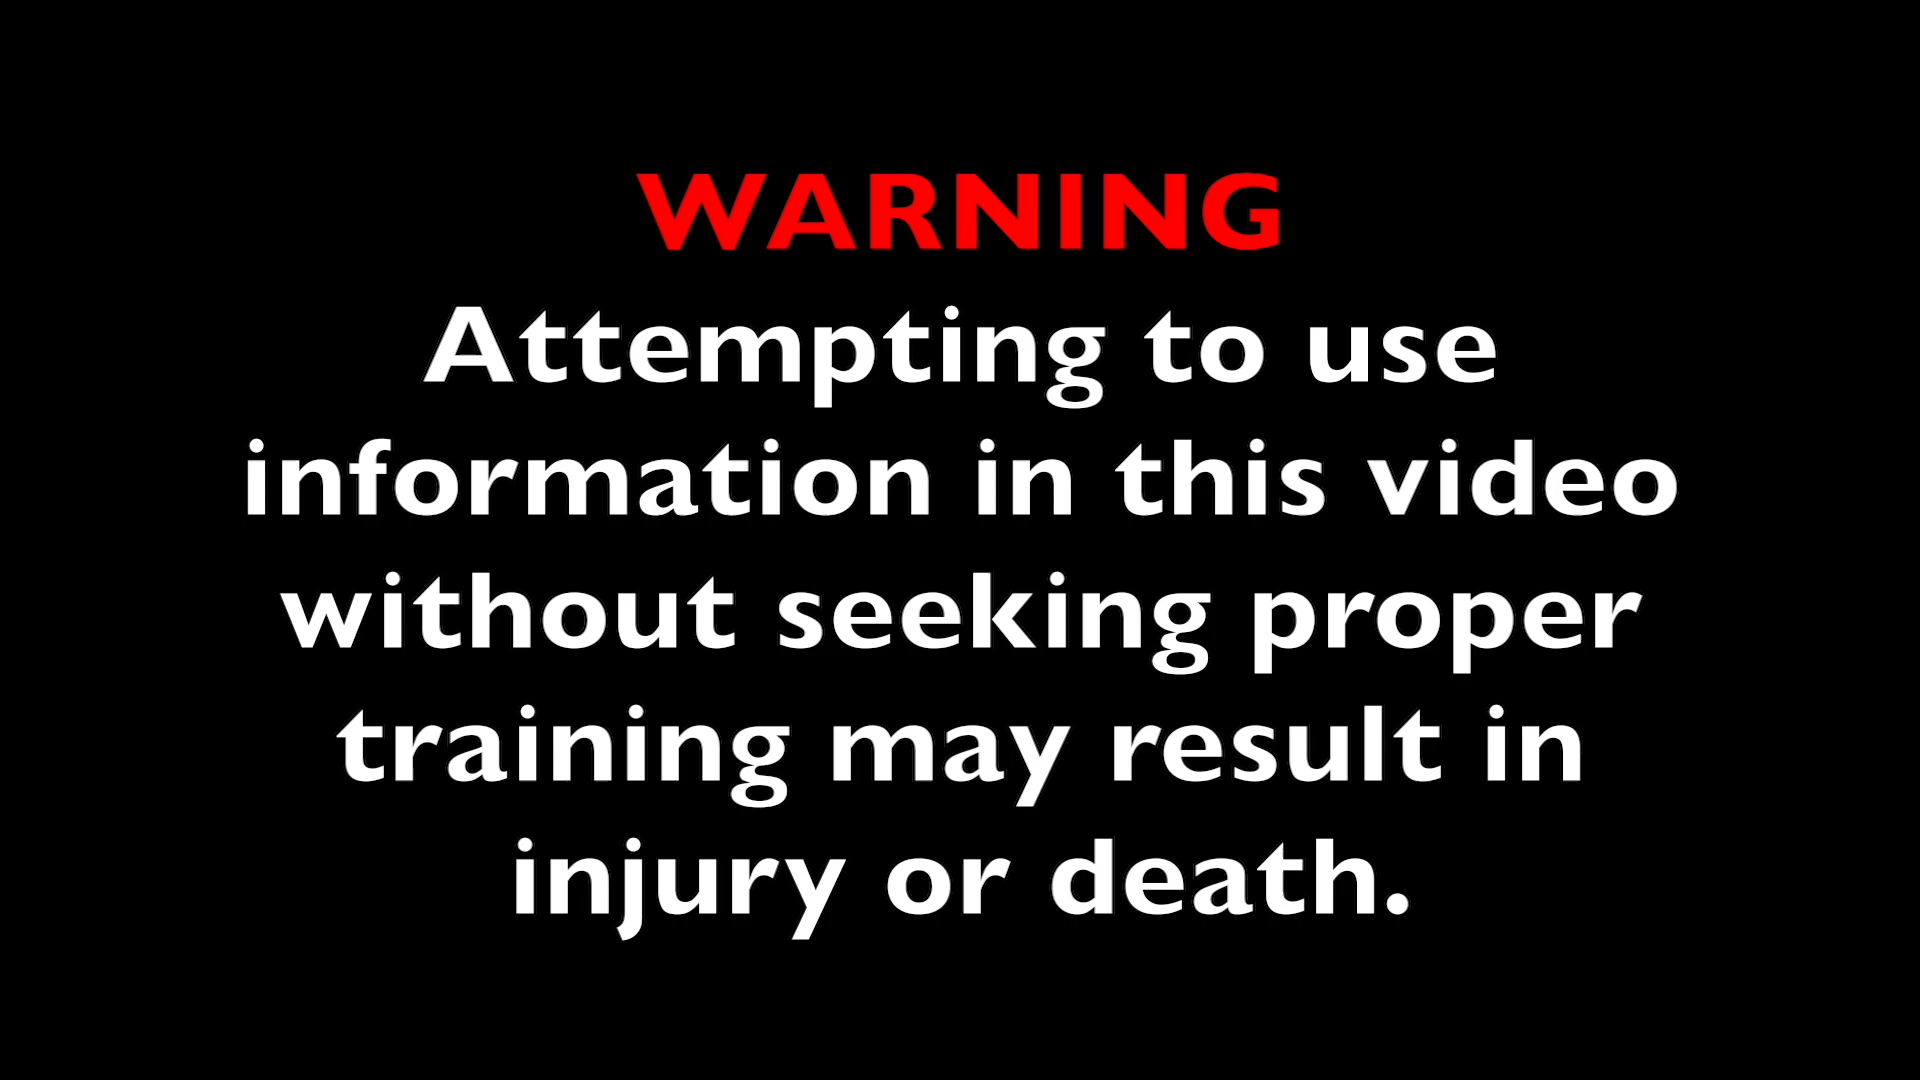 WARNING
Attempting to use
information in this video
without seeking proper
training may result in
injury or death.